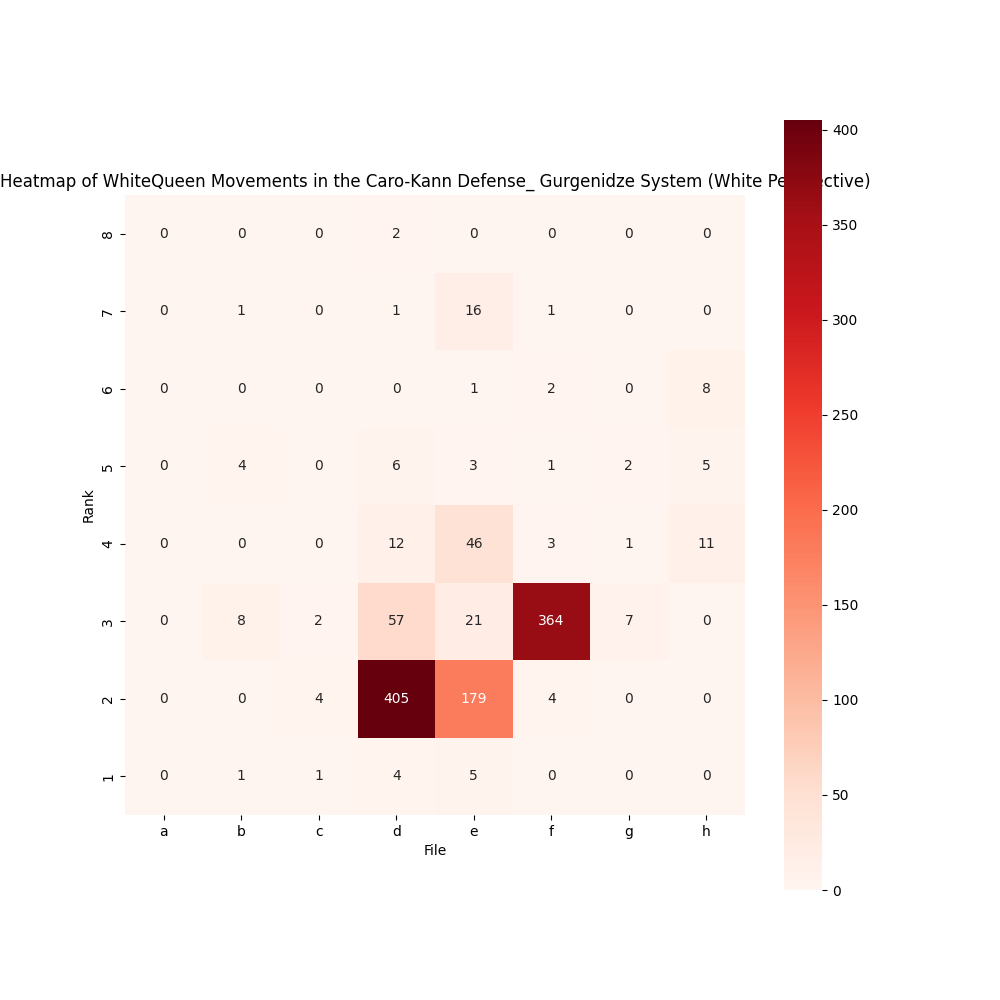 Heatmap of WhiteQueen Movements in the Caro-Kann Defense_ Gurgenidze System (White Pe ctive)
8 0 0 0 2 0 0 0 0
7 0 1 0 1 16 1 0 0
6 0 0 0 0 1 2 0 8
5 0 4 0 6 3 1 2 5
4 0 0 0 12 46 3 1 11
3 0 8 2 57 21 364 7 0
2 0 0 4 405 179 4 0 0
1 0 1 1 4 5 0 0 0
a b c d e f g h
File
Rank
400
350
300
250
200
150
100
50
0